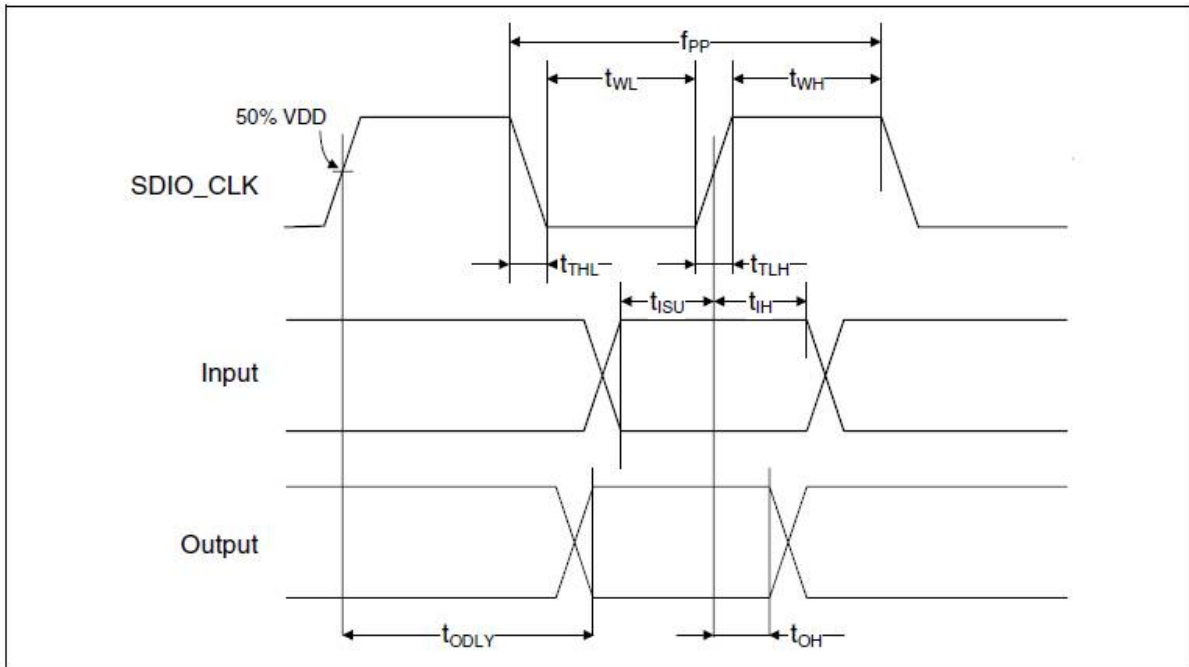 fPP
tWL
tWH
50% VDD
SDIO_CLK
tTHL
tTLH
tISU
tIH
Input
Output
tODLY
tOH